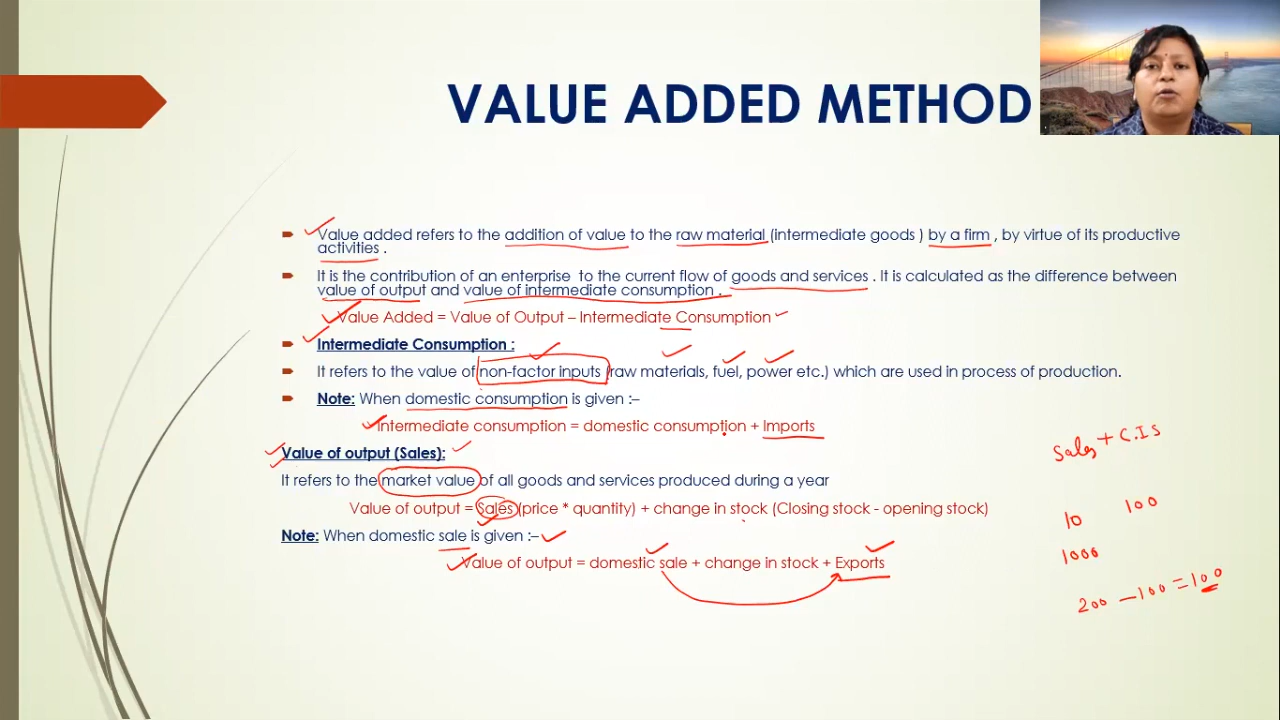 VALUE ADDED METHOD
Value added refers to the addition of value to the raw material (intermediate goods ) by a firm , by virtue of its productive
activities .
It is the contribution of an enterprise to the current flow of goods and services . It is calculated as the difference between
value of output and value of intermediate consumption .
Value Added = Value of Output – Intermediate Consumption
Intermediate Consumption :
It refers to the value of non-factor inputs (raw materials, fuel, power etc.) which are used in process of production.
Note: When domestic consumption is given :–
Intermediate consumption = domestic consumption + Imports
Value of output (Sales):
It refers to the market value of all goods and services produced during a year
Value of output = Sales (price * quantity) + change in stock (Closing stock - opening stock)
Note: When domestic sale is given :–
Value of output = domestic sale + change in stock + Exports
Sales + C.I S
10 100
1000
200 – 100 = 100